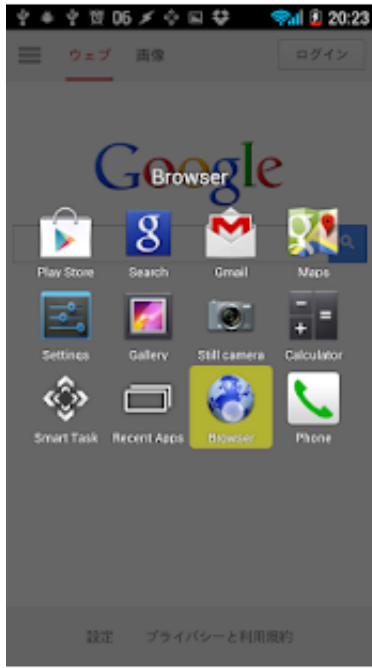 06 20:23
ウェブ 画像 ログイン
Google
Browser
Play Store Search Gmail Maps
Settings Gallery Still camera Calculator
Smart Task Recent Apps Browser Phone
設定 プライバシーと利用規約